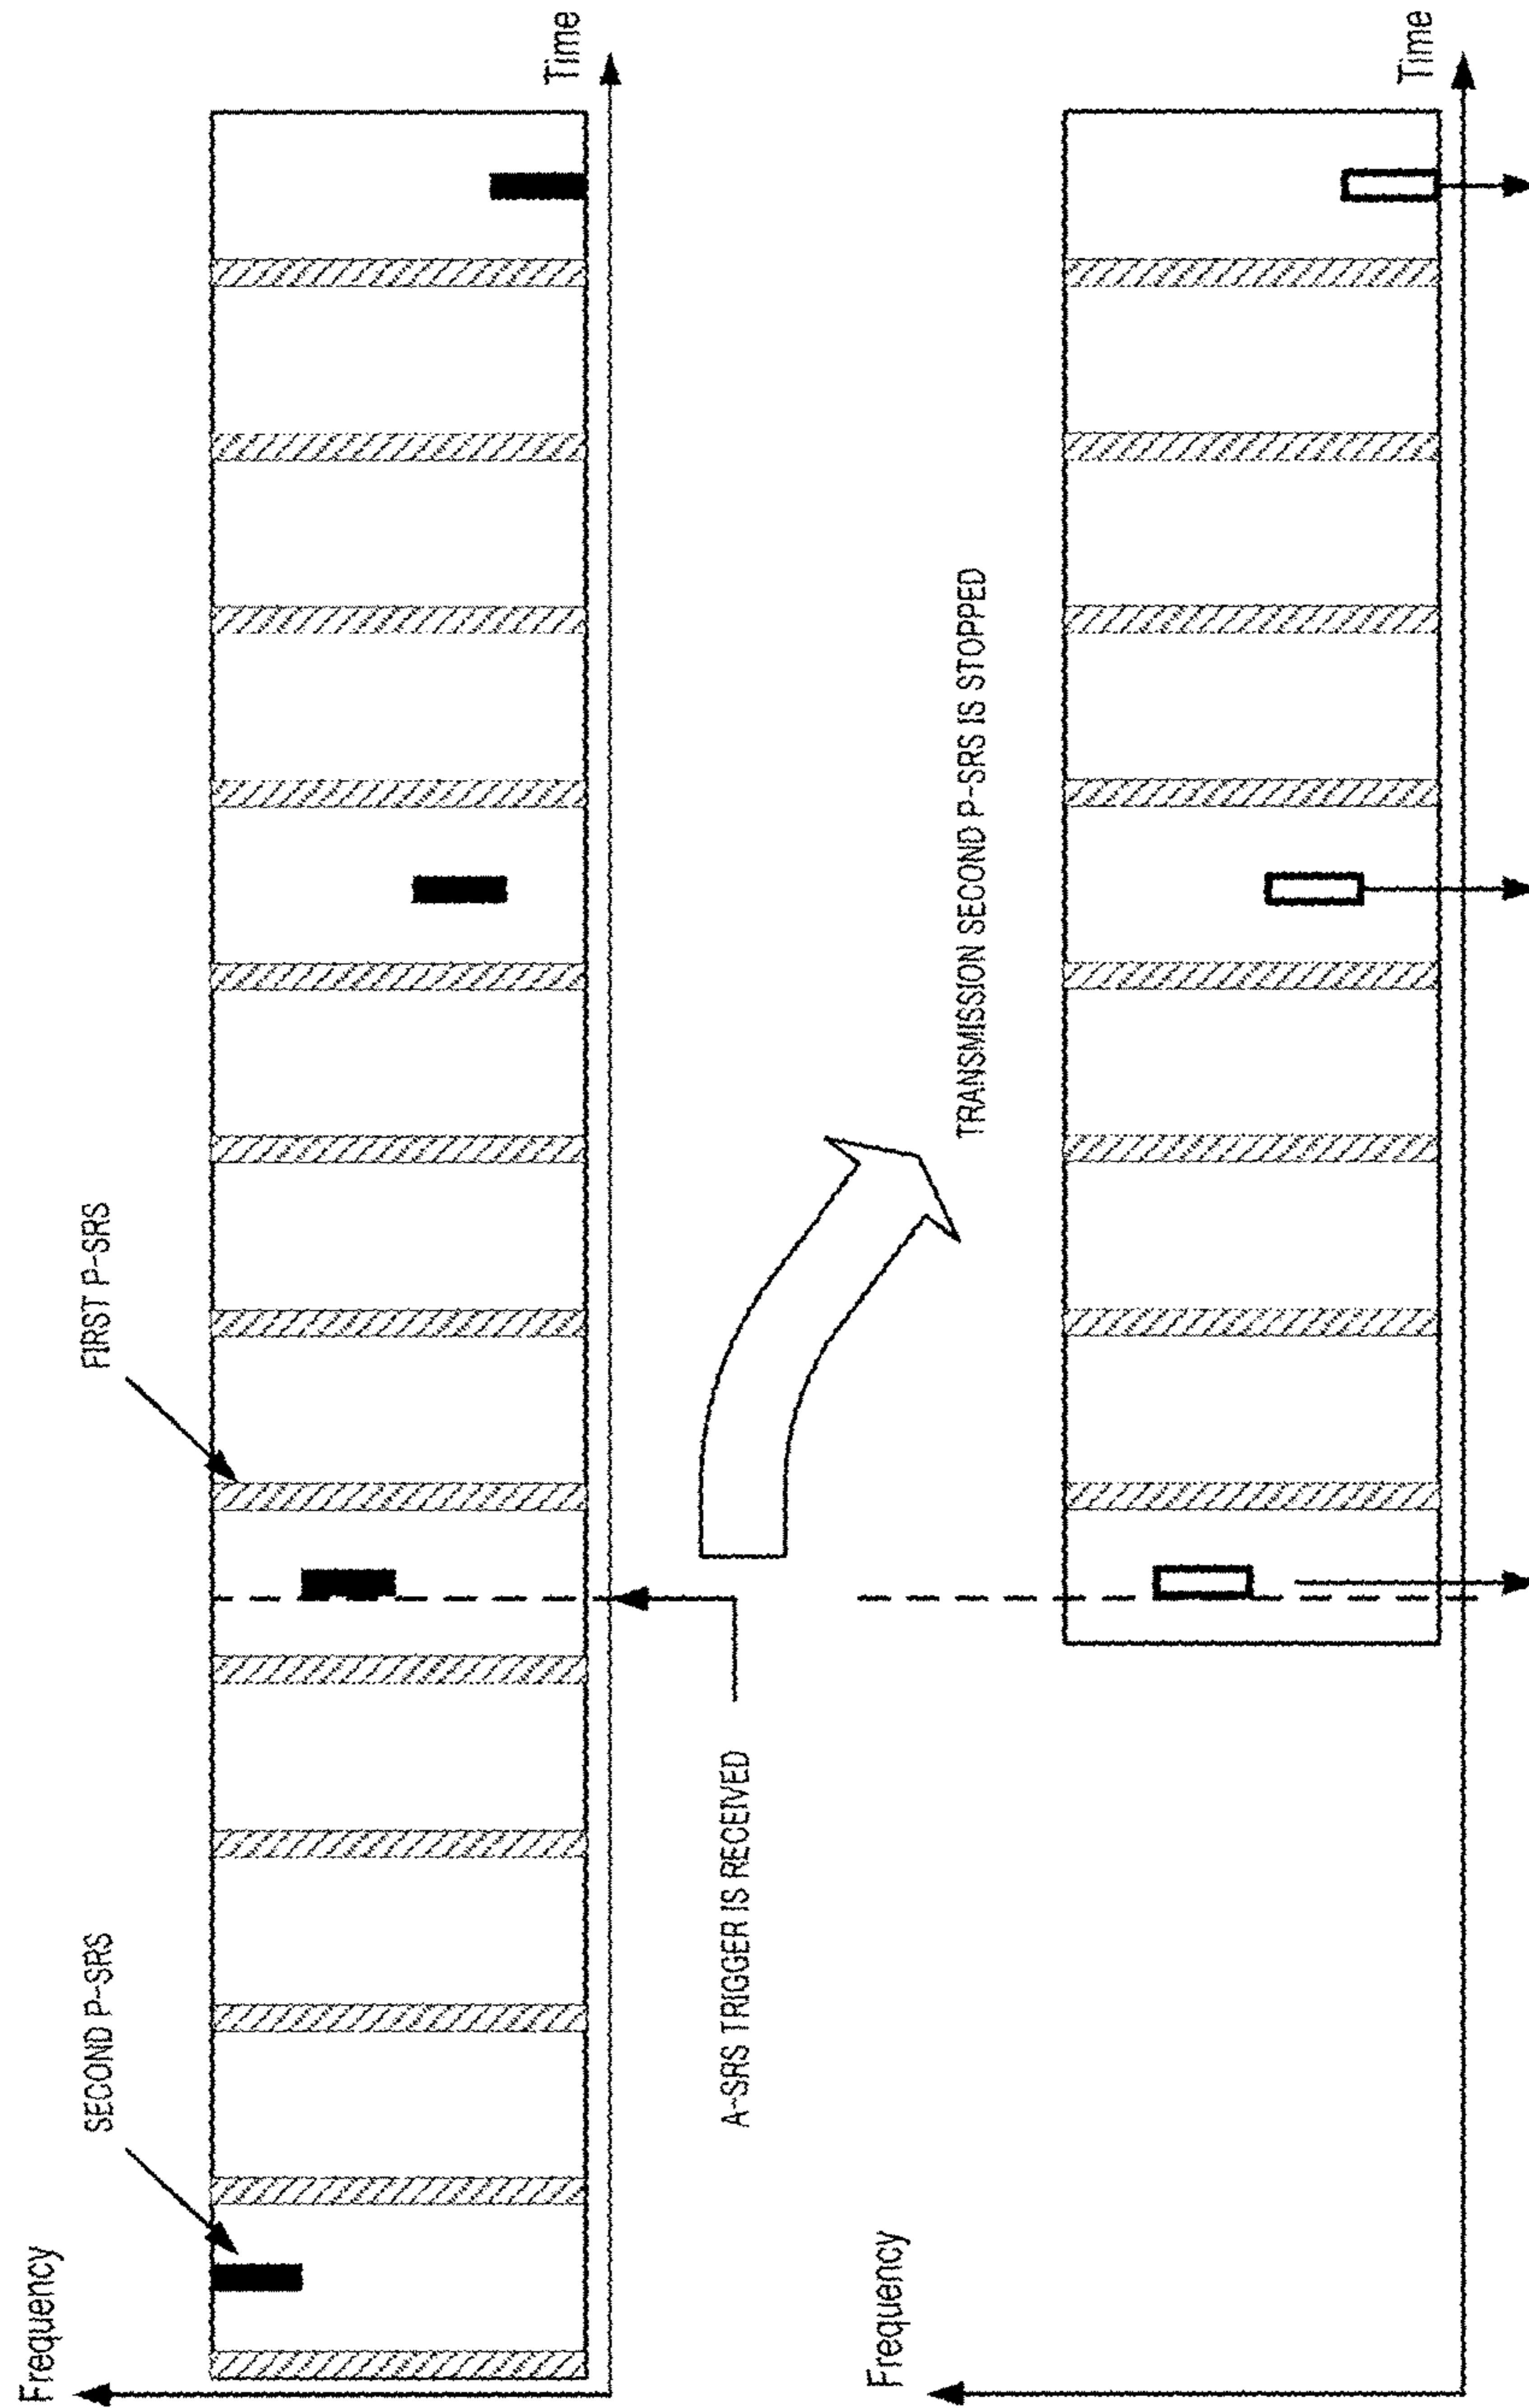 Frequency
SECOND P-SRS
FIRST P-SRS
Time
A-SRS TRIGGER IS RECEIVED
TRANSMISSION SECOND P-SRS IS STOPPED
Frequency
Time